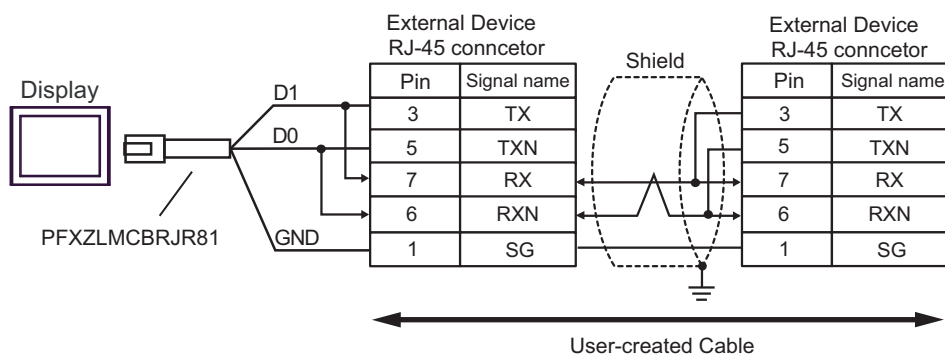 External Device
RJ-45 conncetor
External Device
RJ-45 conncetor
Shield
Display
D1
D0
GND
PFXZLMCBRJR81
Pin Signal name
3 TX
5 TXN
7 RX
6 RXN
1 SG
Pin Signal name
3 TX
5 TXN
7 RX
6 RXN
1 SG
User-created Cable